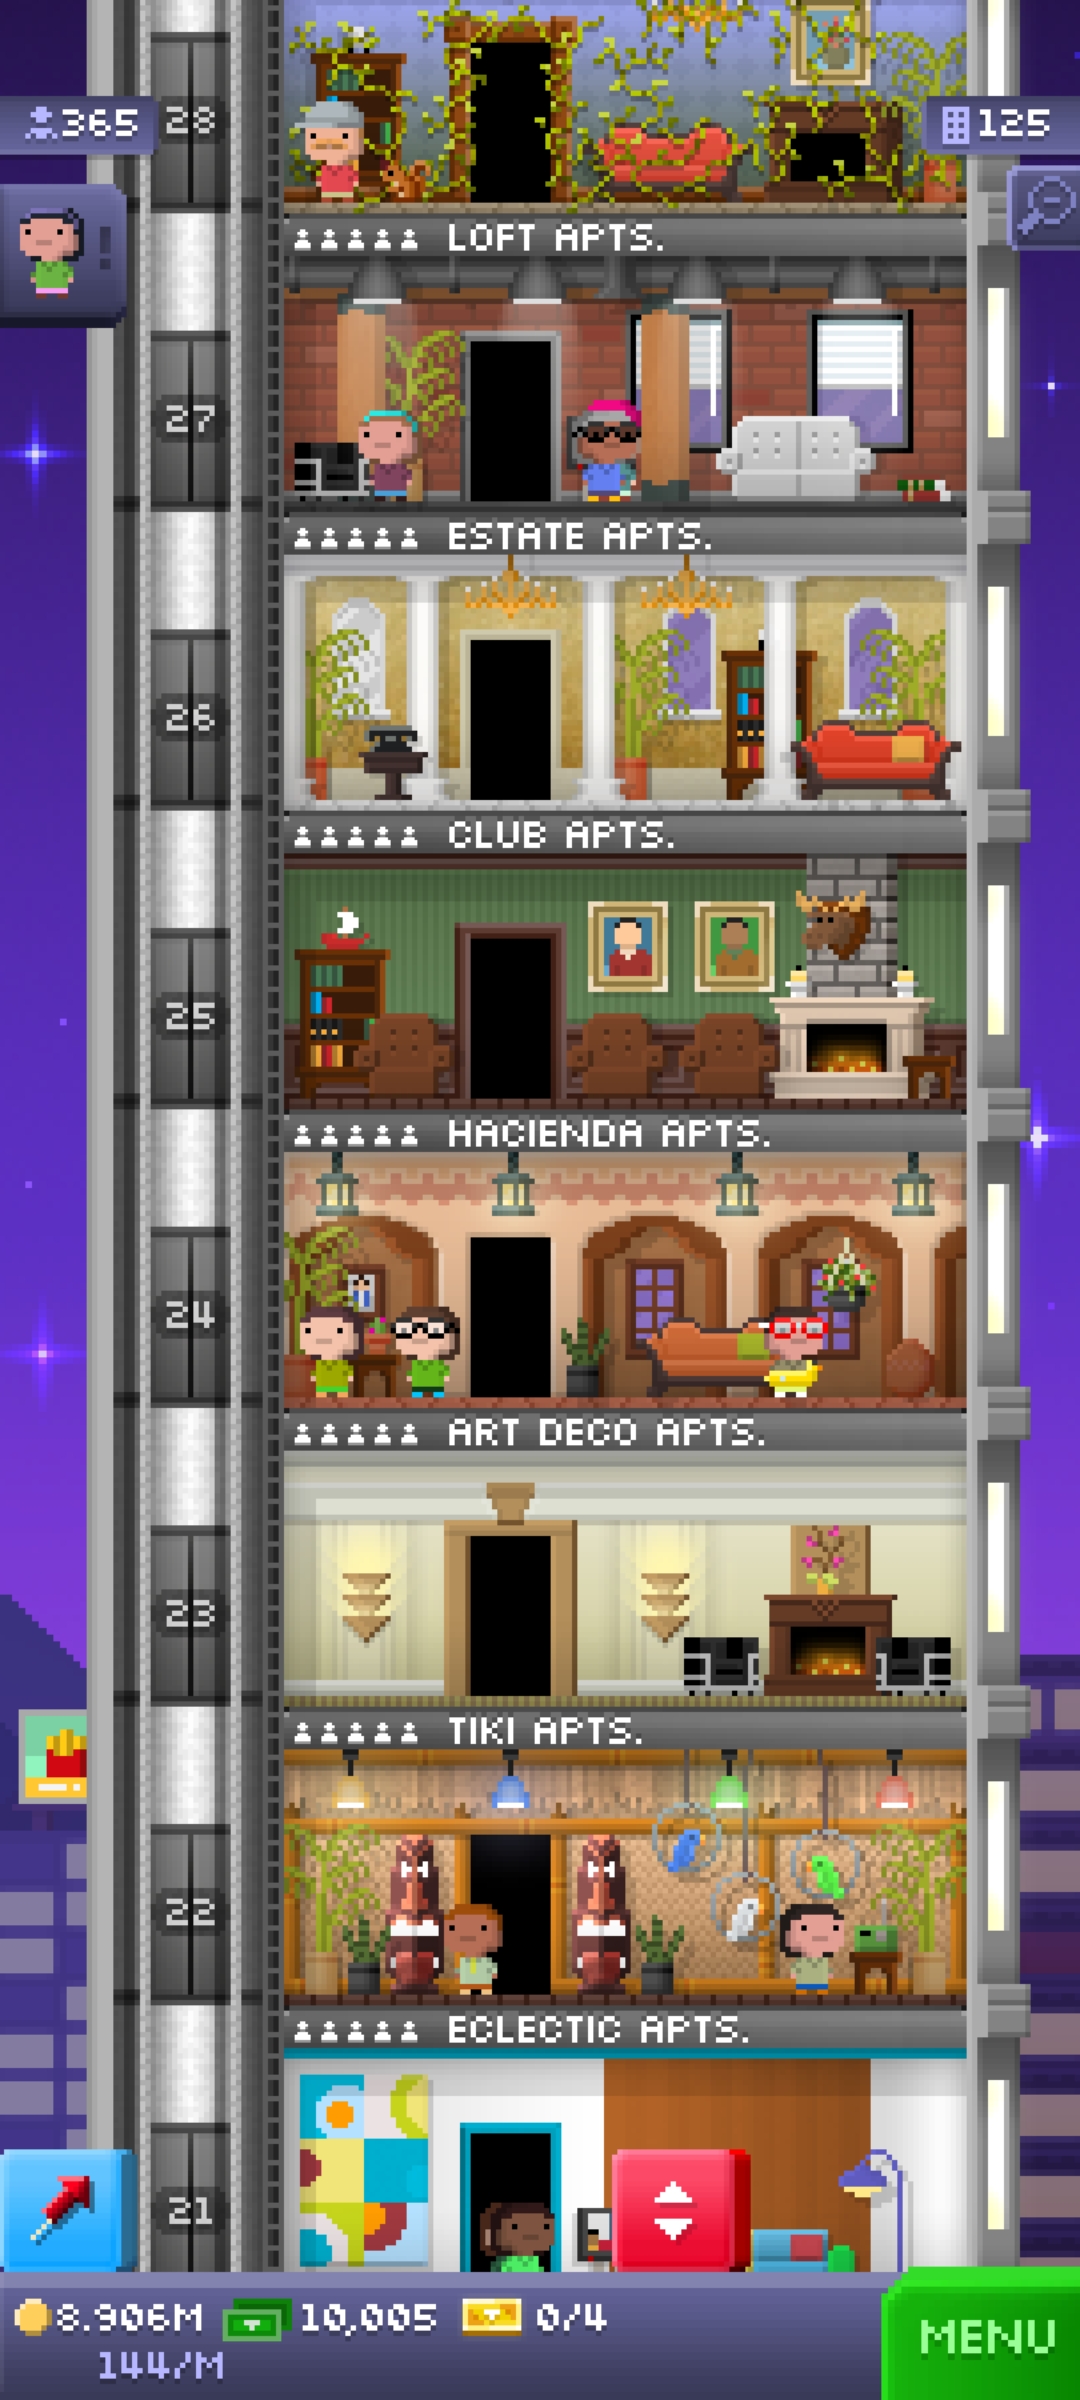 28
365
125
!
LOFT APTS.
27
ESTATE APTS.
26
CLUB APTS.
25
HACIENDA APTS.
24
ART DECO APTS.
23
TIKI APTS.
22
ECLECTIC APTS.
21
8.906M 10,005 0/4
144/M
MENU